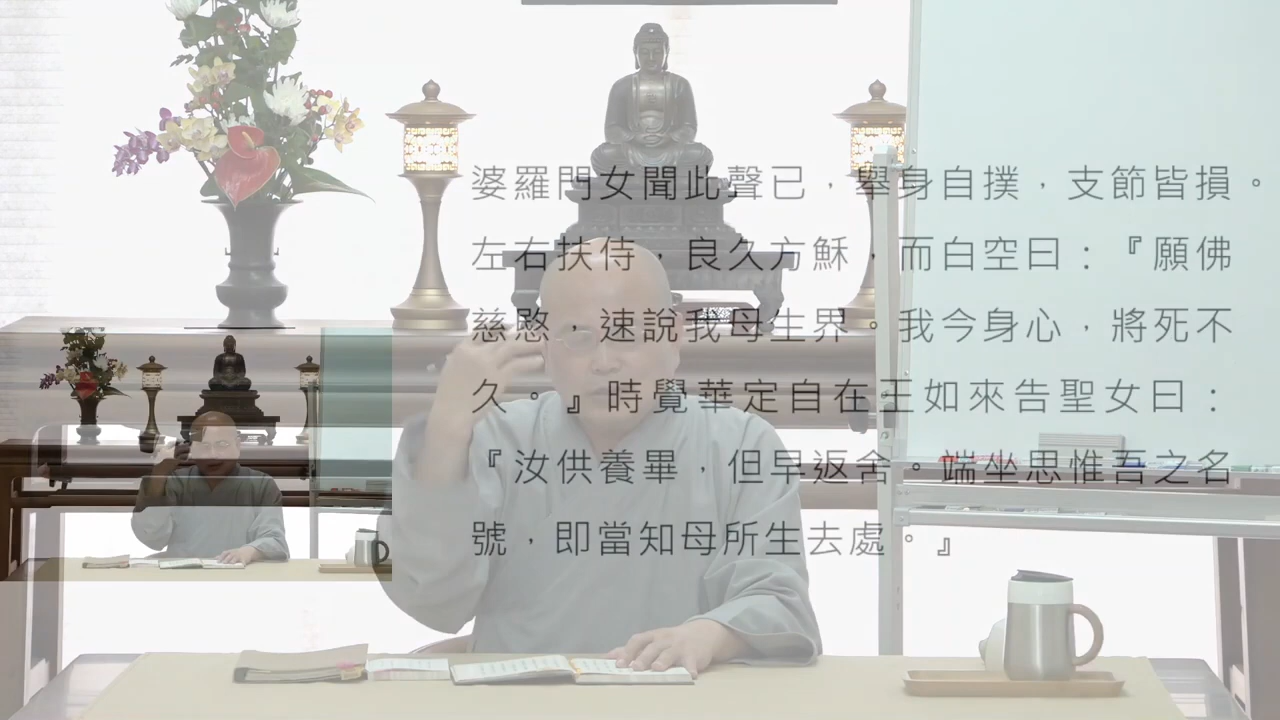 婆羅門女聞此聲已，舉身自撲，支節皆損。
左右扶侍，良久方穌，而白空曰：『願佛
慈愍，速說我母生界。我今身心，將死不
久。』時覺華定自在王如來告聖女曰：
『汝供養畢，但早返舍。端坐思惟吾之名
號，即當知母所生去處。』